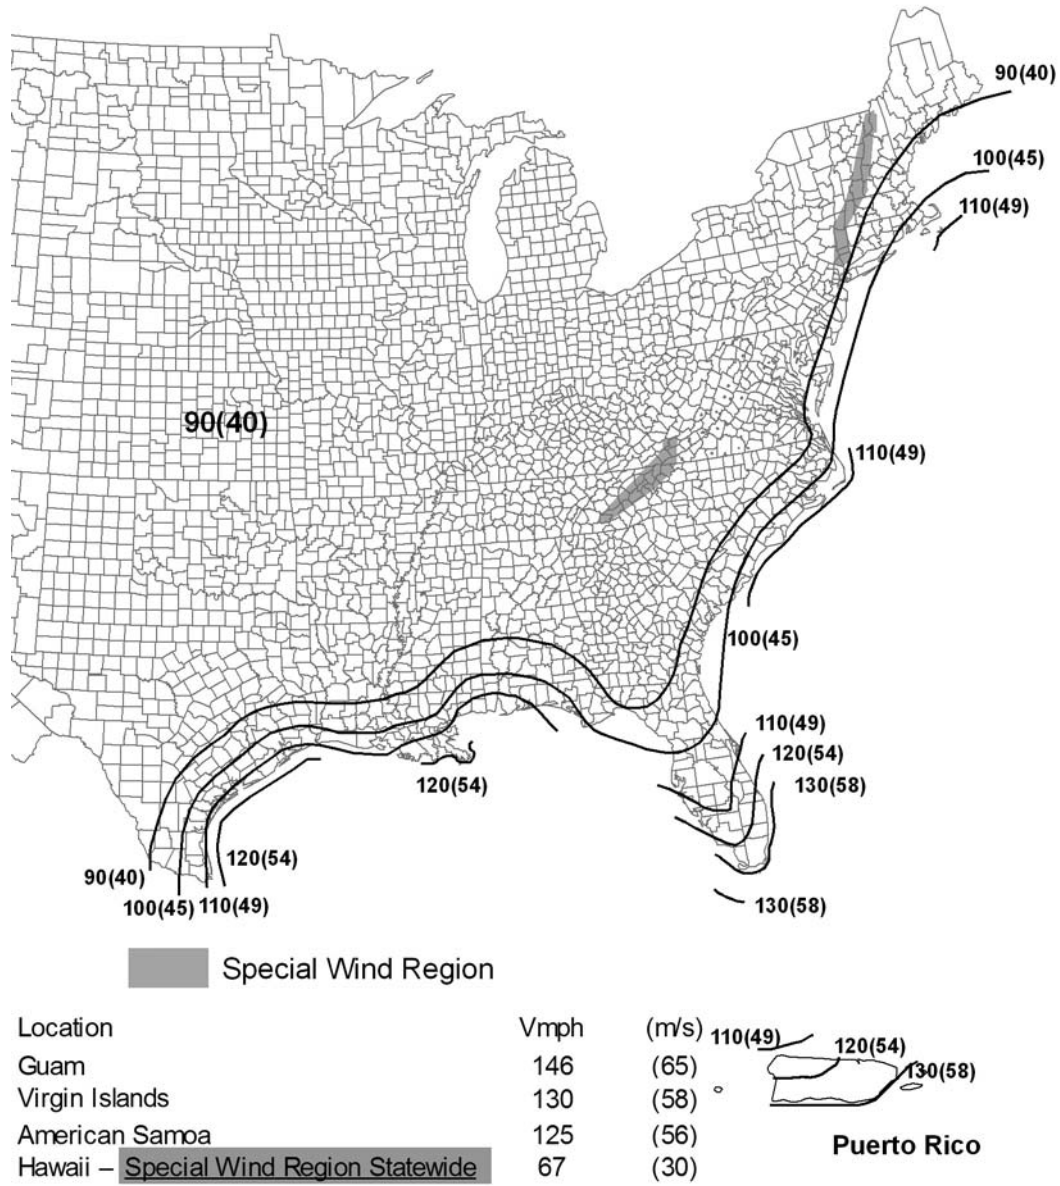 90(40)
100(45)
110(49)
90(40)
110(49)
100(45)
110(49)
120(54)
120(54)
130(58)
120(54)
90(40)
100(45) 110(49)
130(58)
Special Wind Region
Location Vmph (m/s)
Guam 146 (65)
Virgin Islands 130 (58)
American Samoa 125 (56)
Hawaii – Special Wind Region Statewide 67 (30)
110(49)
120(54)
130(58)
Puerto Rico